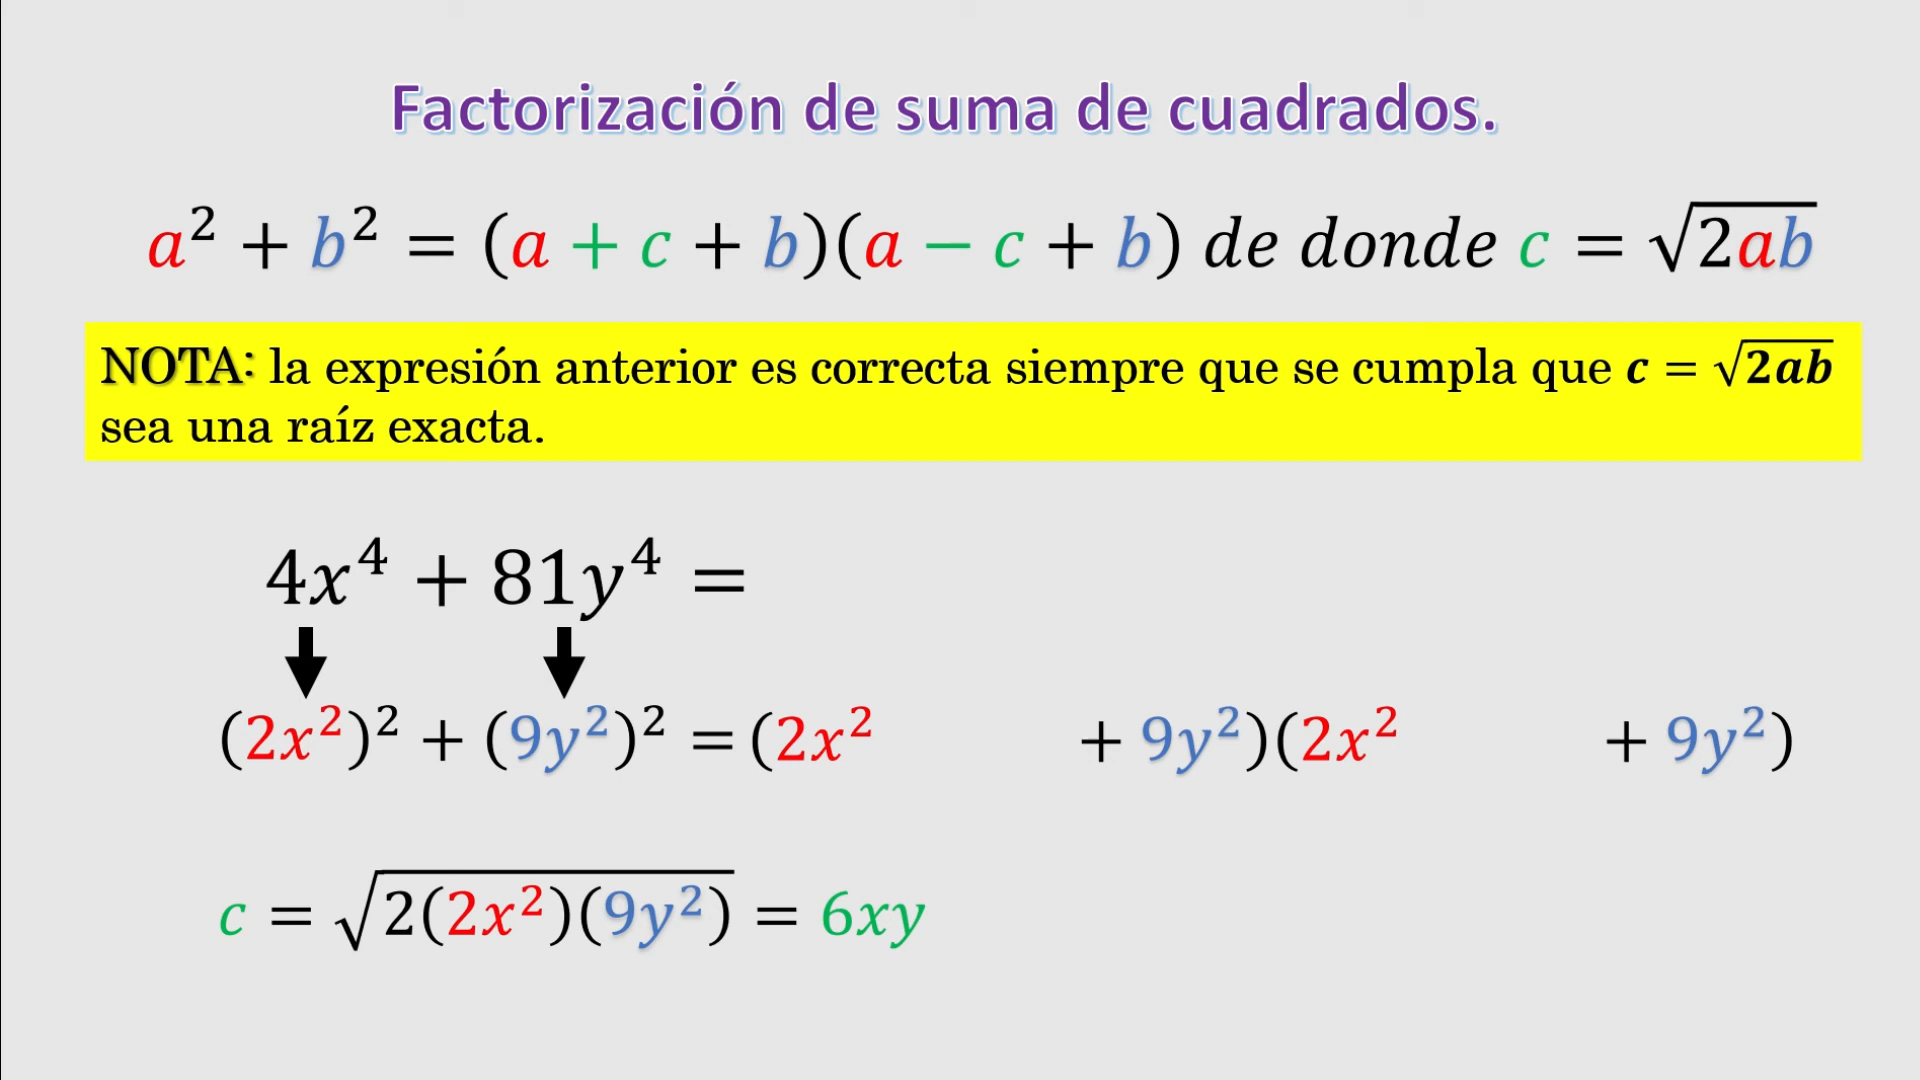 Factorización de suma de cuadrados.
a² + b² = (a + c + b)(a − c + b) de donde c = √2ab
NOTA: la expresión anterior es correcta siempre que se cumpla que c = √2ab
sea una raíz exacta.
4x⁴ + 81y⁴ =
(2x²)² + (9y²)² = (2x² + 9y²)(2x² + 9y²)
c = √2(2x²)(9y²) = 6xy